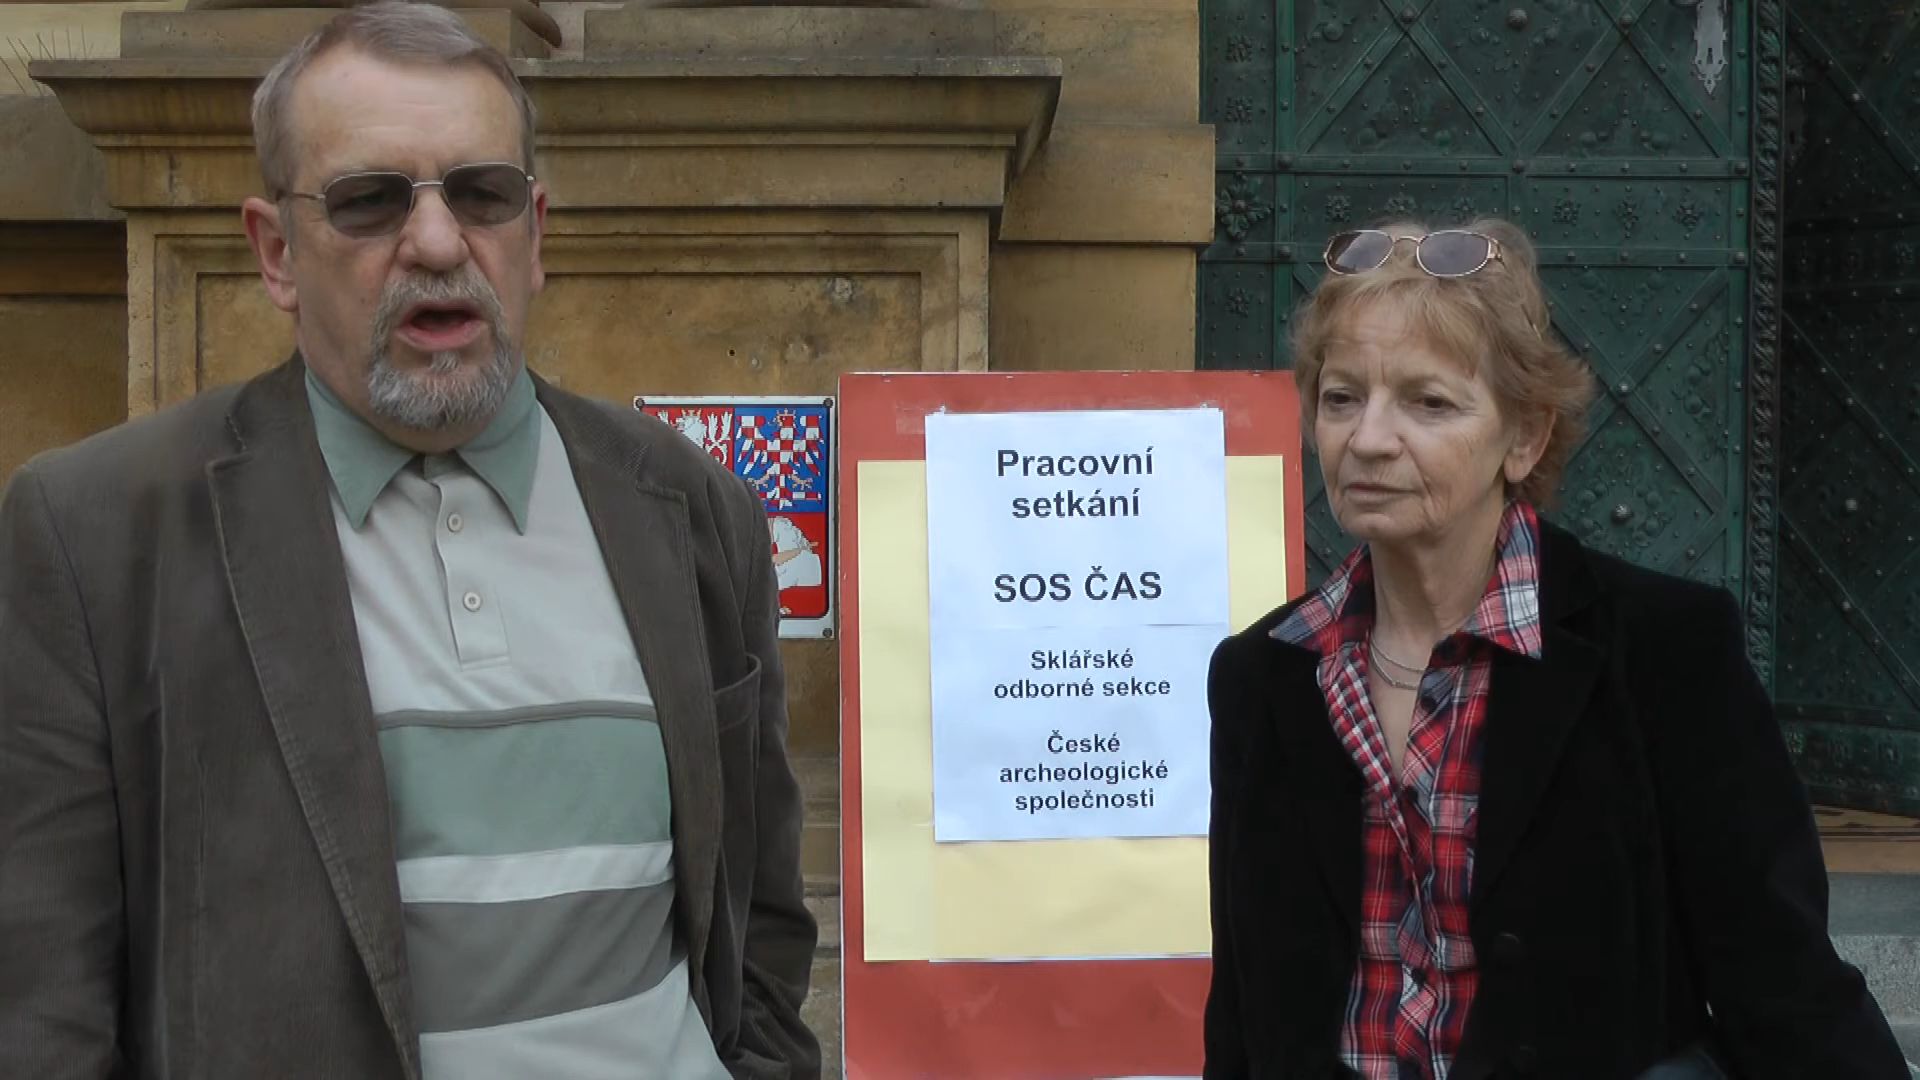 Pracovní
setkání
SOS ČAS
Sklářské
odborné sekce
České
archeologické
společnosti